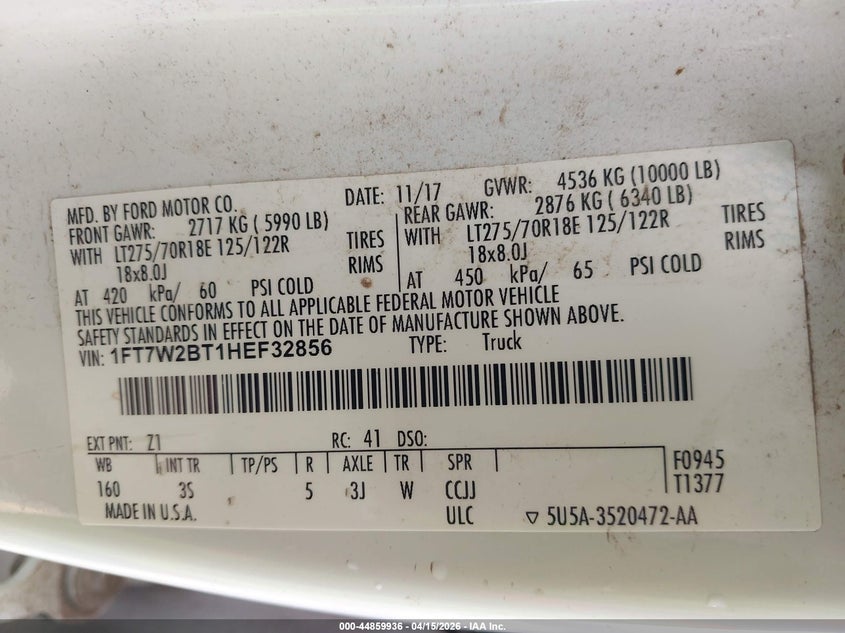 MFD. BY FORD MOTOR CO. DATE: 11/17 GVWR: 4536 KG (10000 LB)
FRONT GAWR: 2717 KG ( 5990 LB) REAR GAWR: 2876 KG ( 6340 LB)
WITH LT275/70R18E 125/122R TIRES WITH LT275/70R18E 125/122R TIRES
18x8.0J RIMS 18x8.0J RIMS
AT 420 kPa/ 60 PSI COLD AT 450 kPa/ 65 PSI COLD
THIS VEHICLE CONFORMS TO ALL APPLICABLE FEDERAL MOTOR VEHICLE
SAFETY STANDARDS IN EFFECT ON THE DATE OF MANUFACTURE SHOWN ABOVE.
VIN: 1FT7W2BT1HEF32856 TYPE: Truck
EXT PNT: Z1 RC: 41 DSO:
WB INT TR TP/PS R AXLE TR SPR F0945
160 3S 5 3J W CCJJ T1377
MADE IN U.S.A. ULC ▽ 5U5A-3520472-AA
000-44859936 - 04/15/2026 - IAA Inc.